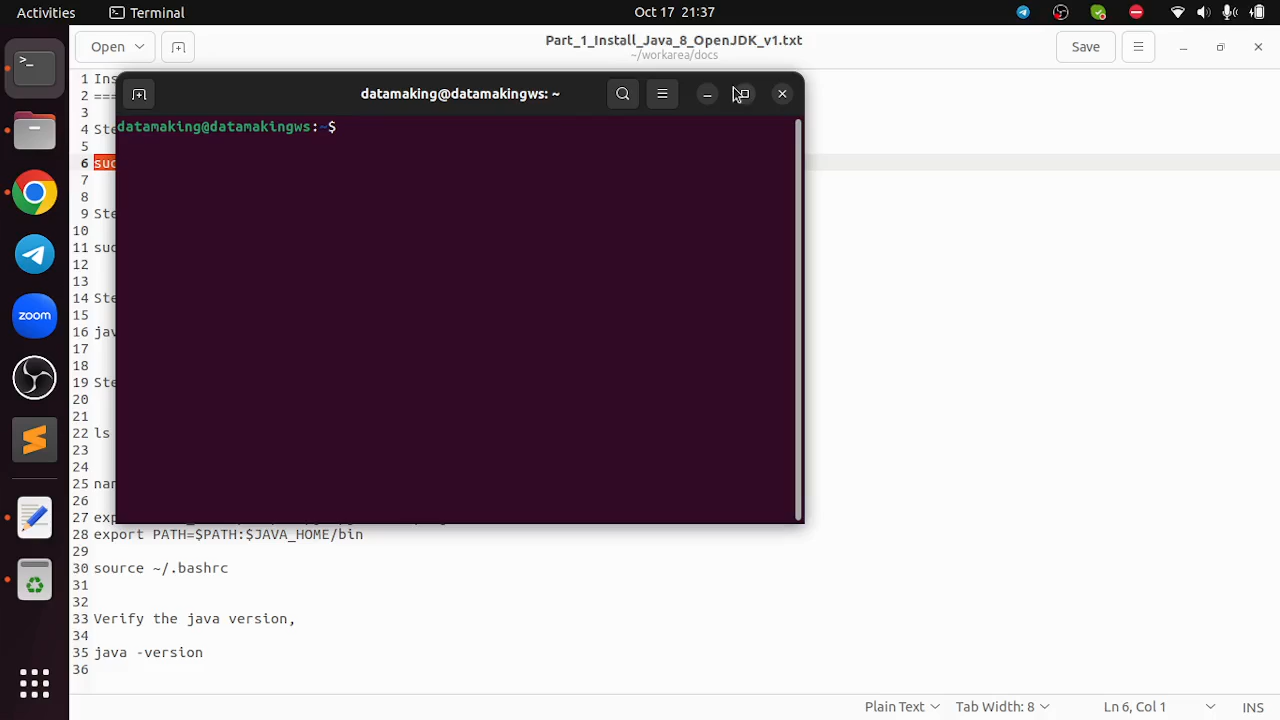 Activities Terminal Oct 17 21:37
Open Part_1_Install_Java_8_OpenJDK_v1.txt Save
~/workarea/docs
datamaking@datamakingws: ~
datamaking@datamakingws:~$
1 Ins
2 ==
3
4 Ste
5
6 sud
7
8
9 Ste
10
11 sud
12
13
14 Ste
15
16 jav
17
18
19 Ste
20
21
22 ls
23
24
25 nan
26
27 exp
28 export PATH=$PATH:$JAVA_HOME/bin
29
30 source ~/.bashrc
31
32
33 Verify the java version,
34
35 java -version
36
zoom
Plain Text Tab Width: 8 Ln 6, Col 1 INS